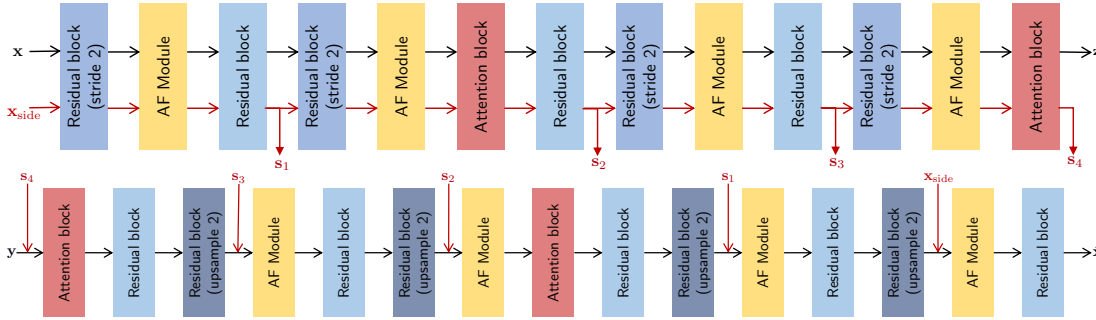 x
Residual block
(stride 2)
AF Module
Residual block
Residual block
(stride 2)
AF Module
Attention block
Residual block
Residual block
(stride 2)
AF Module
Residual block
Residual block
(stride 2)
AF Module
Attention block
x_side
s_1
s_2
s_3
s_4
s_4
s_3
s_2
s_1
x_side
y
Attention block
Residual block
Residual block
(upsample 2)
AF Module
Residual block
Residual block
(upsample 2)
AF Module
Attention block
Residual block
Residual block
(upsample 2)
AF Module
Residual block
Residual block
(upsample 2)
AF Module
Residual block